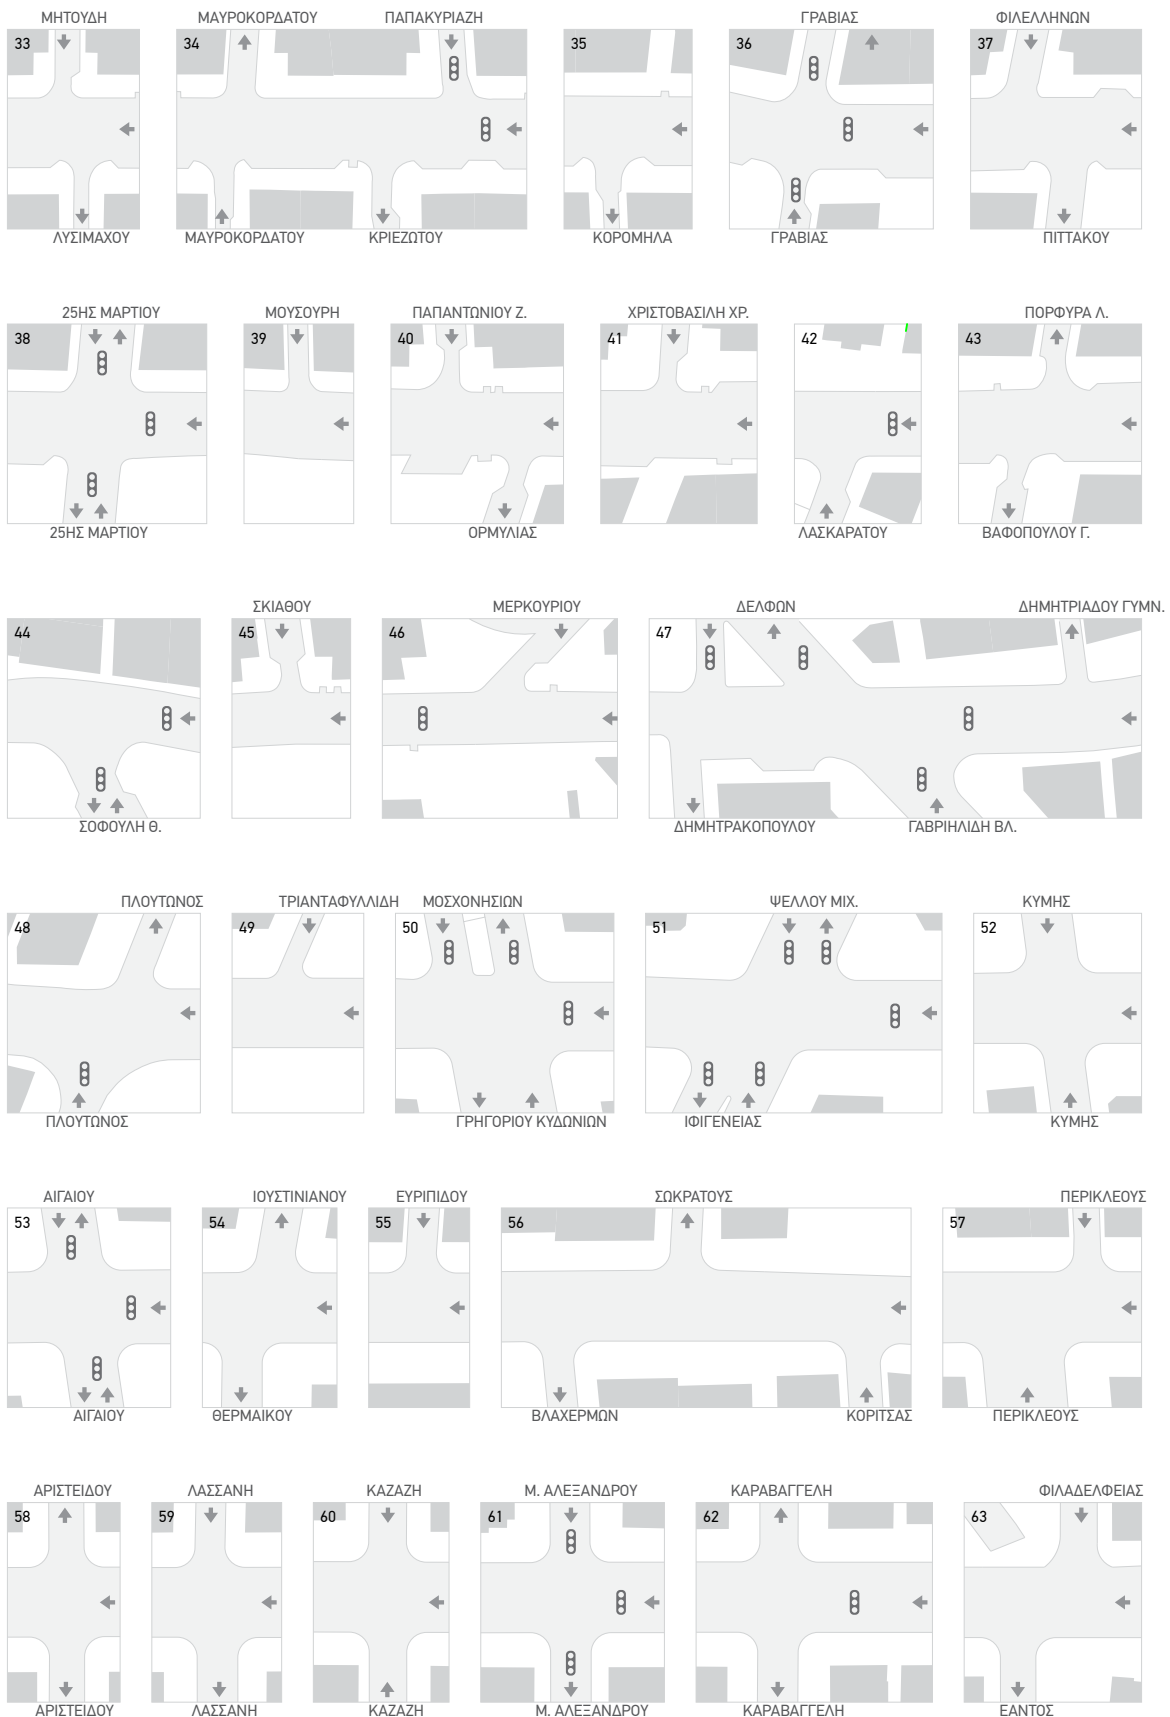 ΜΗΤΟΥΔΗ ΜΑΥΡΟΚΟΡΔΑΤΟΥ ΠΑΠΑΚΥΡΙΑΖΗ ΓΡΑΒΙΑΣ ΦΙΛΕΛΛΗΝΩΝ
33 34 35 36 37
ΛΥΣΙΜΑΧΟΥ ΜΑΥΡΟΚΟΡΔΑΤΟΥ ΚΡΙΕΖΩΤΟΥ ΚΟΡΟΜΗΛΑ ΓΡΑΒΙΑΣ ΠΙΤΤΑΚΟΥ
25ΗΣ ΜΑΡΤΙΟΥ ΜΟΥΣΟΥΡΗ ΠΑΠΑΝΤΩΝΙΟΥ Ζ. ΧΡΙΣΤΟΒΑΣΙΛΗ ΧΡ. ΠΟΡΦΥΡΑ Λ.
38 39 40 41 42 43
25ΗΣ ΜΑΡΤΙΟΥ ΟΡΜΥΛΙΑΣ ΛΑΣΚΑΡΑΤΟΥ ΒΑΦΟΠΟΥΛΟΥ Γ.
ΣΚΙΑΘΟΥ ΜΕΡΚΟΥΡΙΟΥ ΔΕΛΦΩΝ ΔΗΜΗΤΡΙΑΔΟΥ ΓΥΜΝ.
44 45 46 47
ΣΟΦΟΥΛΗ Θ. ΔΗΜΗΤΡΑΚΟΠΟΥΛΟΥ ΓΑΒΡΙΗΛΙΔΗ ΒΛ.
ΠΛΟΥΤΩΝΟΣ ΤΡΙΑΝΤΑΦΥΛΛΙΔΗ ΜΟΣΧΟΝΗΣΙΩΝ ΨΕΛΛΟΥ ΜΙΧ. ΚΥΜΗΣ
48 49 50 51 52
ΠΛΟΥΤΩΝΟΣ ΓΡΗΓΟΡΙΟΥ ΚΥΔΩΝΙΩΝ ΙΦΙΓΕΝΕΙΑΣ ΚΥΜΗΣ
ΑΙΓΑΙΟΥ ΙΟΥΣΤΙΝΙΑΝΟΥ ΕΥΡΙΠΙΔΟΥ ΣΩΚΡΑΤΟΥΣ ΠΕΡΙΚΛΕΟΥΣ
53 54 55 56 57
ΑΙΓΑΙΟΥ ΘΕΡΜΑΙΚΟΥ ΒΛΑΧΕΡΜΩΝ ΚΟΡΙΤΣΑΣ ΠΕΡΙΚΛΕΟΥΣ
ΑΡΙΣΤΕΙΔΟΥ ΛΑΣΣΑΝΗ ΚΑΖΑΖΗ Μ. ΑΛΕΞΑΝΔΡΟΥ ΚΑΡΑΒΑΓΓΕΛΗ ΦΙΛΑΔΕΛΦΕΙΑΣ
58 59 60 61 62 63
ΑΡΙΣΤΕΙΔΟΥ ΛΑΣΣΑΝΗ ΚΑΖΑΖΗ Μ. ΑΛΕΞΑΝΔΡΟΥ ΚΑΡΑΒΑΓΓΕΛΗ ΕΑΝΤΟΣ